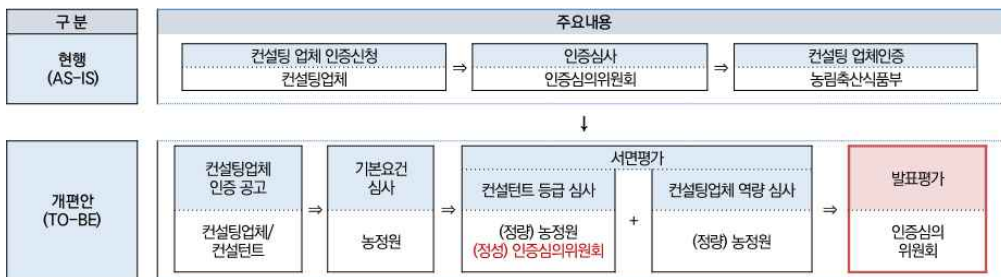 구 분
주요내용
현행
(AS-IS)
컨설팅 업체 인증신청
컨설팅업체
⇒
인증심사
인증심의위원회
⇒
컨설팅 업체인증
농림축산식품부
↓
개편안
(TO-BE)
컨설팅업체
인증 공고
컨설팅업체/
컨설턴트
⇒
기본요건
심사
농정원
⇒
서면평가
컨설턴트 등급 심사
(정량) 농정원
(정성) 인증심의위원회
+
컨설팅업체 역량 심사
(정량) 농정원
⇒
발표평가
인증심의
위원회